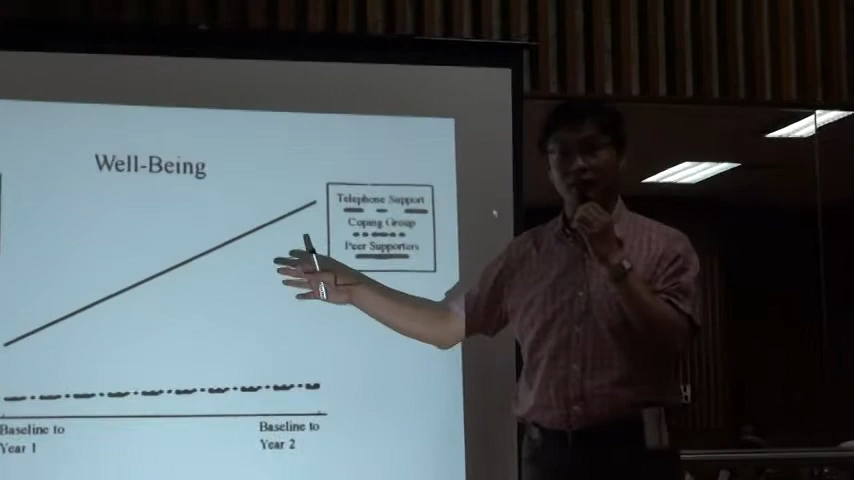 Well-Being
Telephone Support
Coping Group
Peer Supporters
Baseline to
Year 1
Baseline to
Year 2